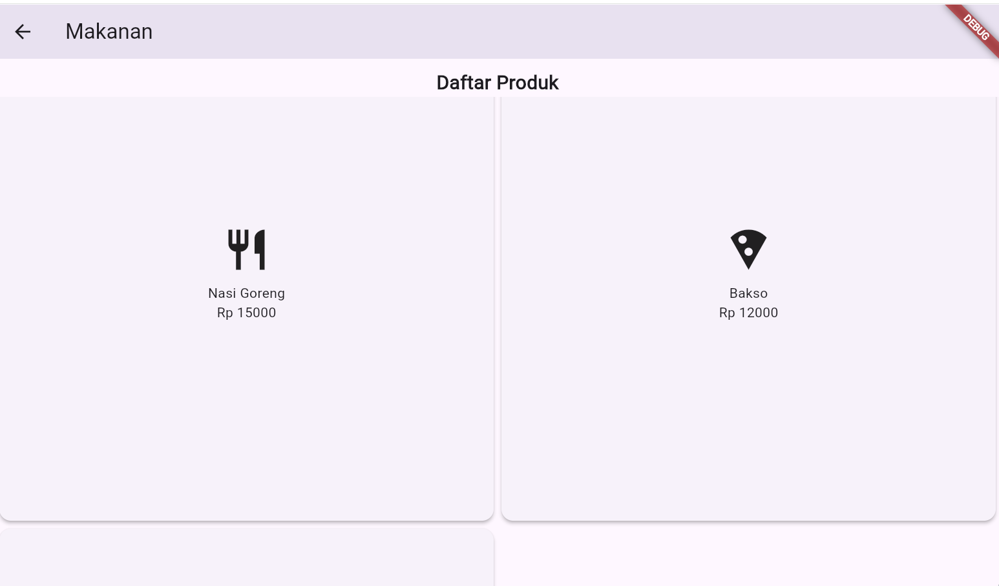 Makanan
DEBUG
Daftar Produk
Nasi Goreng
Rp 15000
Bakso
Rp 12000